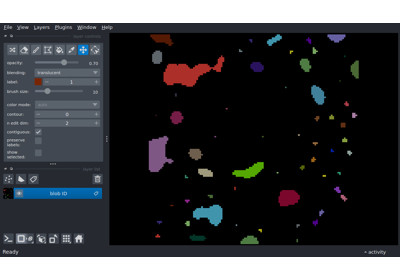 File View Layers Plugins Window Help
opacity: 0.70
blending: translucent
label: 1
brush size: 10
color mode:
contour: 0
n edit dim: 2
contiguous:
preserve
labels:
show
selected:
blob ID
Ready
activity